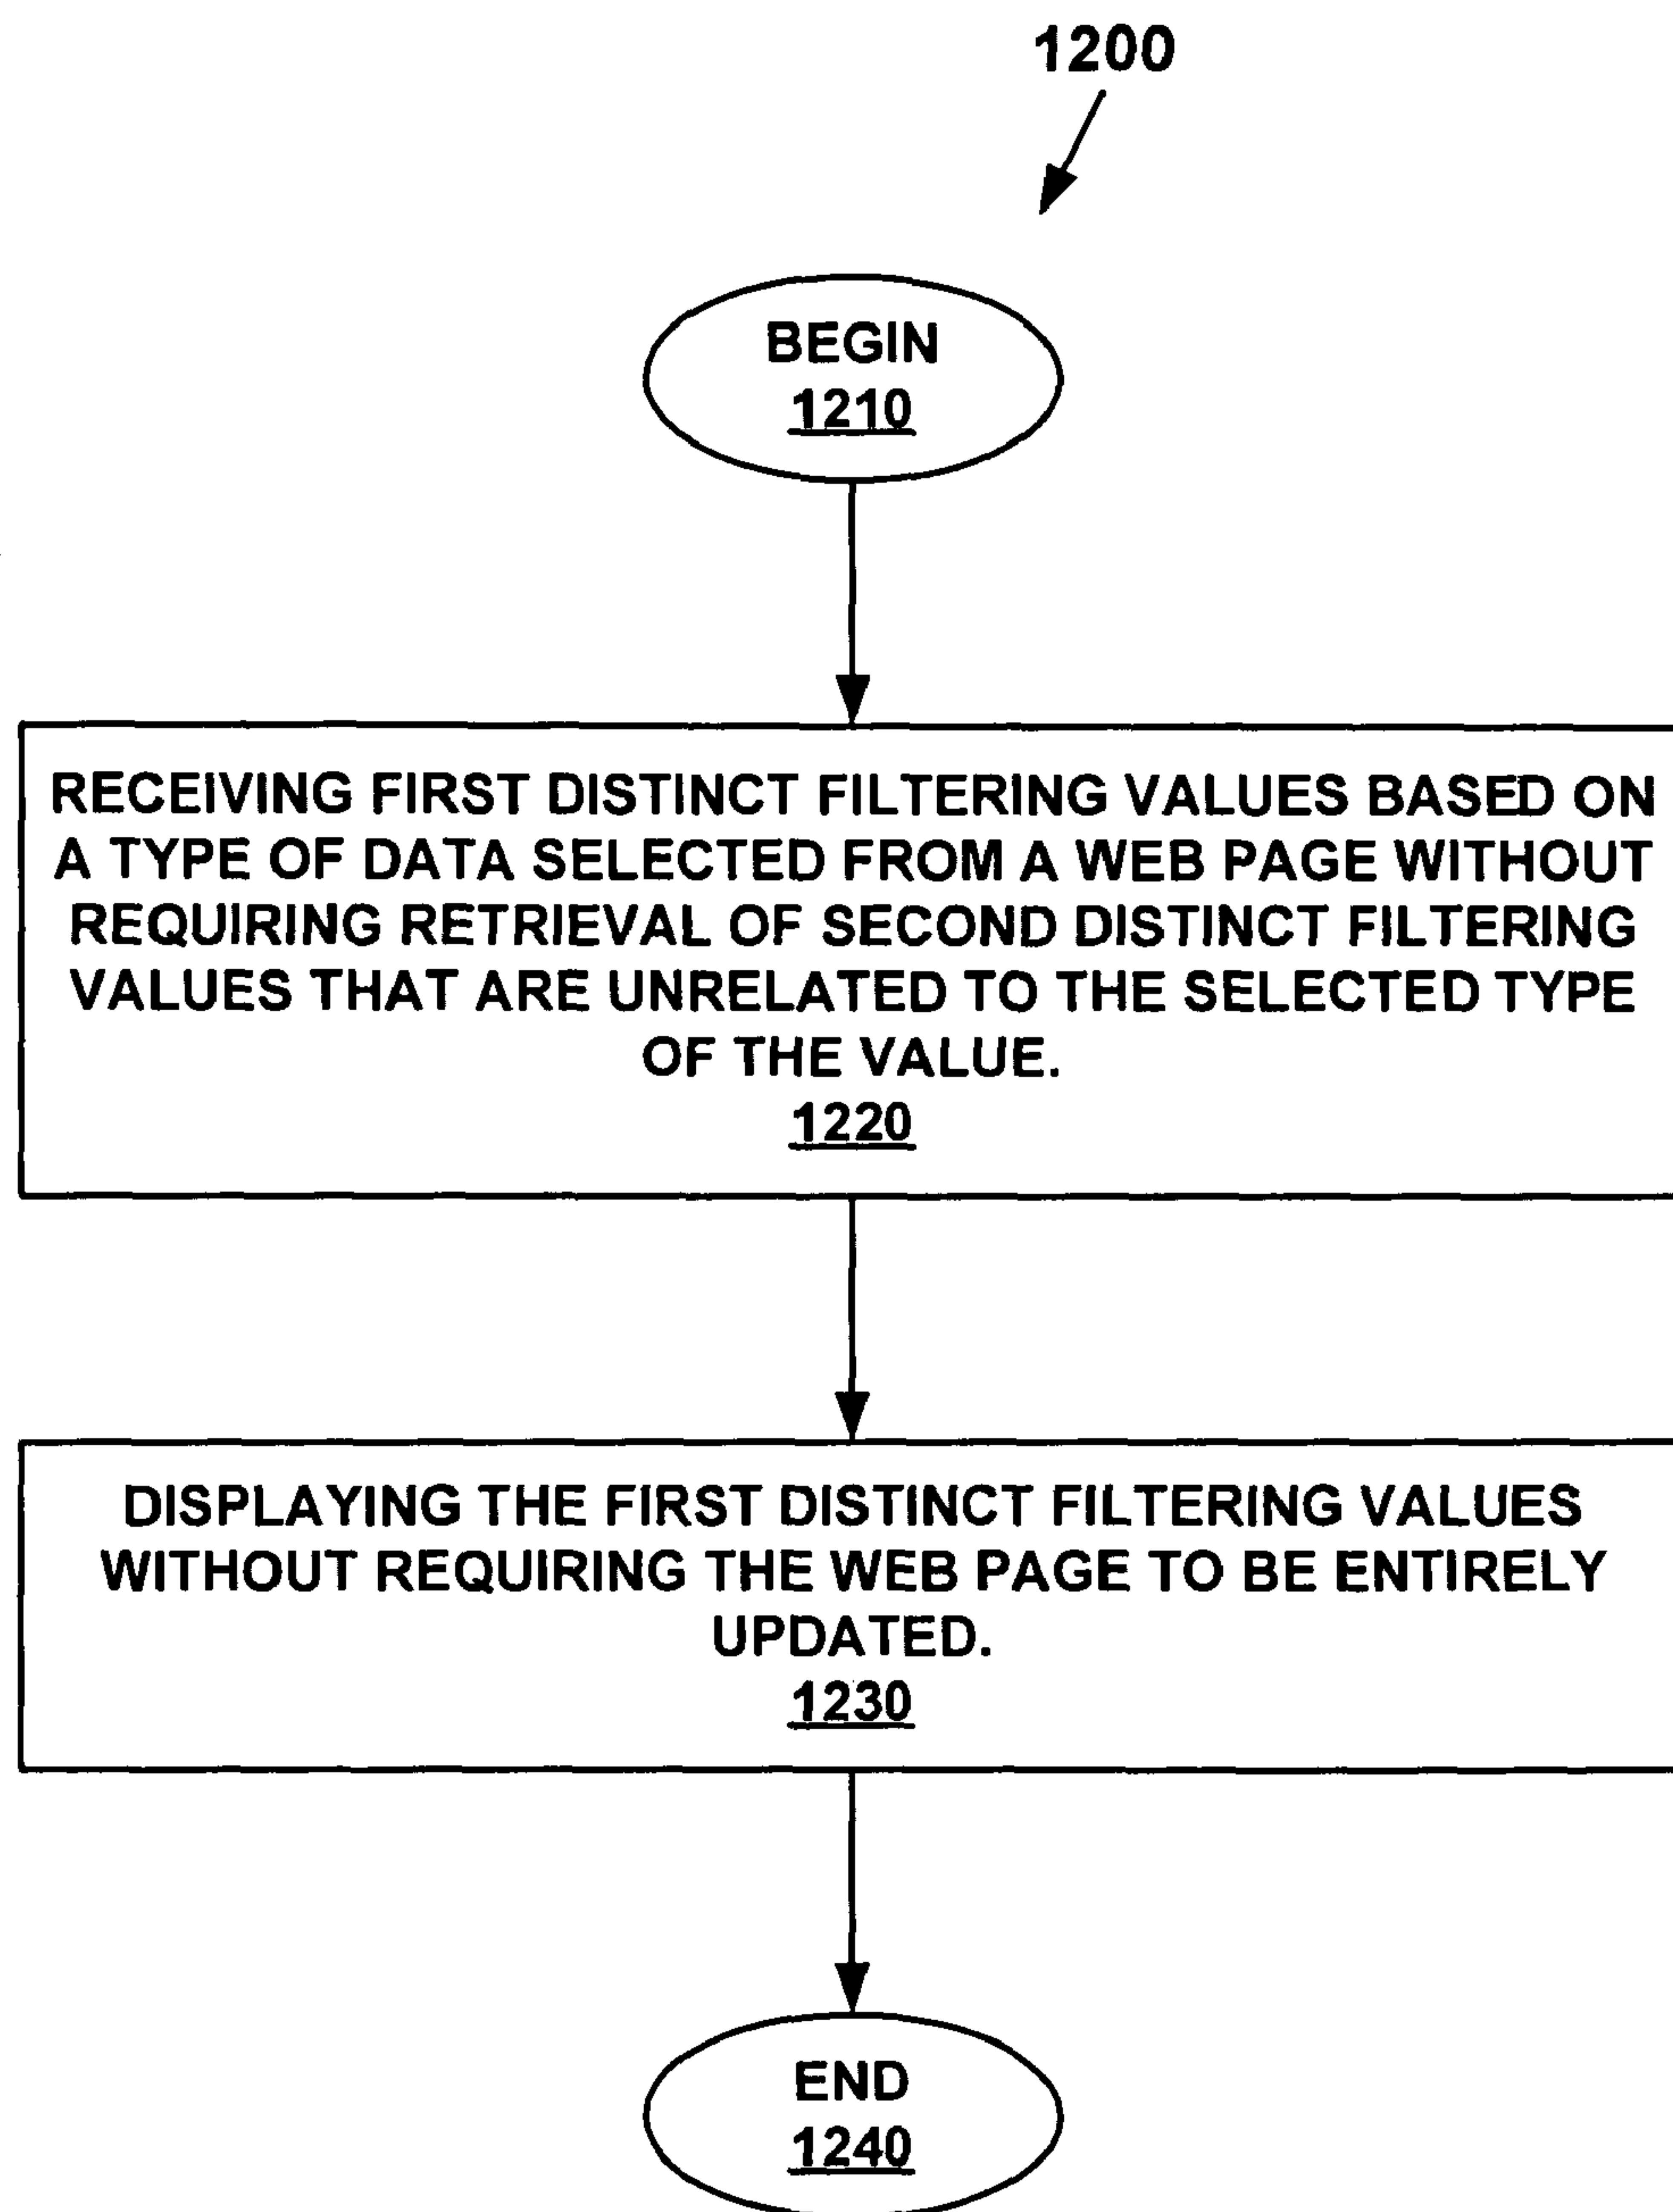 1200
BEGIN
1210
RECEIVING FIRST DISTINCT FILTERING VALUES BASED ON
A TYPE OF DATA SELECTED FROM A WEB PAGE WITHOUT
REQUIRING RETRIEVAL OF SECOND DISTINCT FILTERING
VALUES THAT ARE UNRELATED TO THE SELECTED TYPE
OF THE VALUE.
1220
DISPLAYING THE FIRST DISTINCT FILTERING VALUES
WITHOUT REQUIRING THE WEB PAGE TO BE ENTIRELY
UPDATED.
1230
END
1240